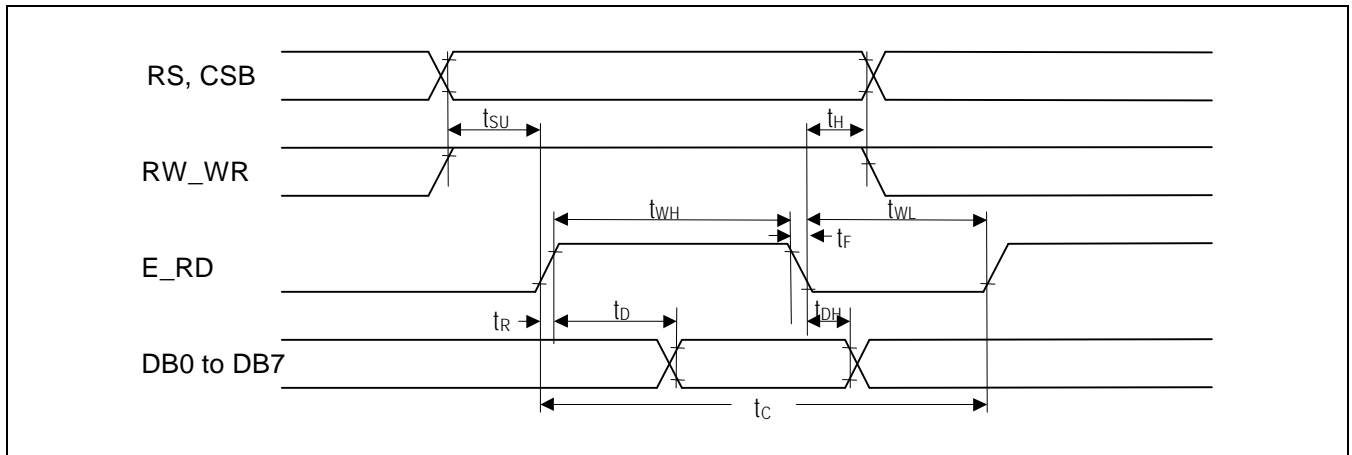 RS, CSB
tSU
tH
RW_WR
tWH
tWL
tF
E_RD
tR
tD
tDH
DB0 to DB7
tC